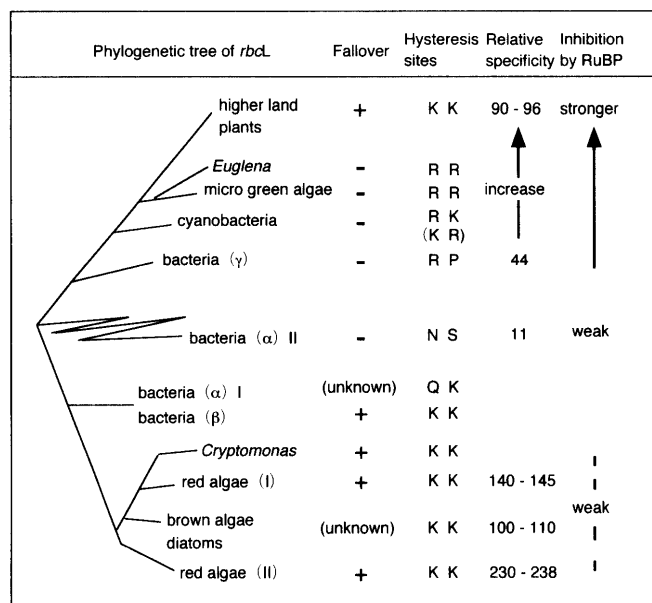 Phylogenetic tree of rbcL Fallover Hysteresis sites Relative specificity Inhibition by RuBP
higher land plants + K K 90 - 96 stronger
Euglena - R R
micro green algae - R R increase
cyanobacteria - R K
(K R)
bacteria (γ) - R P 44
bacteria (α) II - N S 11 weak
bacteria (α) I (unknown) Q K
bacteria (β) + K K
Cryptomonas + K K
red algae (I) + K K 140 - 145
weak
brown algae diatoms (unknown) K K 100 - 110
red algae (II) + K K 230 - 238